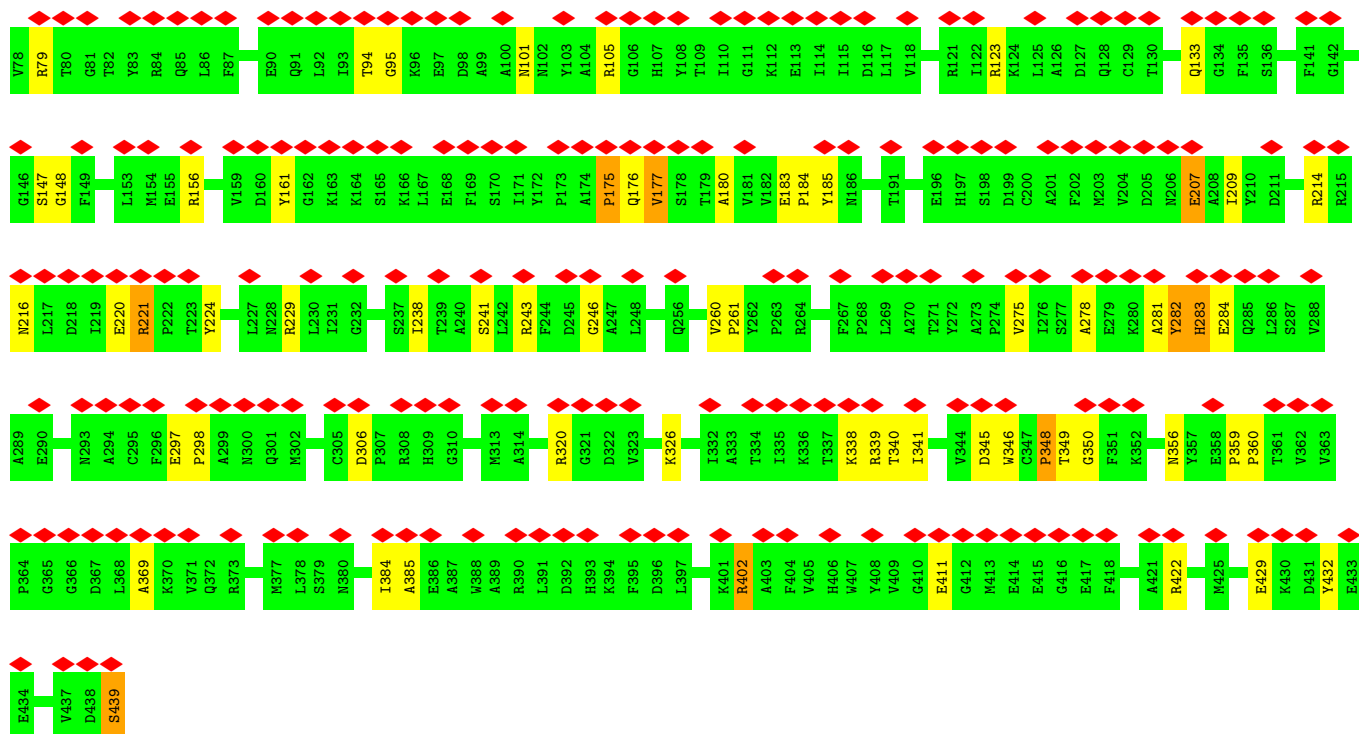 V78 R79 T80 G81 T82 Y83 R84 Q85 L86 F87 E90 Q91 L92 I93 T94 G95 K96 E97 D98 A99 A100 N101 N102 Y103 A104 R105 G106 H107 Y108 T109 I110 G111 K112 E113 I114 I115 D116 L117 V118 R121 I122 R123 K124 L125 A126 D127 Q128 C129 T130 Q133 G134 F135 S136 F141 G142
G146 S147 G148 F149 L153 M154 E155 R156 V159 D160 Y161 G162 K163 K164 S165 K166 L167 E168 F169 S170 I171 Y172 P173 A174 P175 Q176 V177 S178 T179 A180 V181 V182 E183 P184 Y185 N186 T191 E196 H197 S198 D199 C200 A201 F202 M203 V204 D205 N206 E207 A208 I209 Y210 D211 R214 R215
N216 L217 D218 I219 E220 R221 P222 T223 Y224 L227 N228 R229 L230 I231 G232 S237 I238 T239 A240 S241 L242 R243 F244 D245 G246 A247 L248 Q256 V260 P261 Y262 P263 R264 F267 P268 L269 A270 T271 Y272 A273 P274 V275 I276 S277 A278 E279 K280 A281 Y282 H283 E284 Q285 L286 S287 V288
A289 E290 N293 A294 C295 F296 E297 P298 A299 N300 Q301 M302 C305 D306 P307 R308 H309 G310 M313 A314 R320 G321 D322 V323 K326 I332 A333 T334 I335 K336 T337 K338 R339 T340 I341 V344 D345 W346 C347 P348 T349 G350 F351 K352 N356 Y357 E358 P359 P360 T361 V362 V363
P364 G365 G366 D367 L368 A369 K370 V371 Q372 R373 M377 L378 S379 N380 I384 A385 E386 A387 W388 A389 R390 L391 D392 H393 K394 F395 D396 L397 K401 R402 A403 F404 V405 H406 W407 Y408 V409 G410 E411 G412 M413 E414 E415 G416 E417 F418 A421 R422 M425 E429 K430 D431 Y432 E433
E434 V437 D438 S439